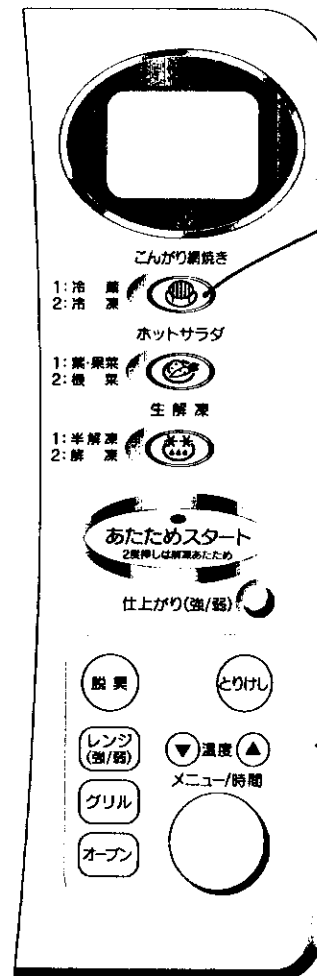 こんがり網焼き
1:冷 蔵
2:冷 凍
ホットサラダ
1:葉・果菜
2:根 菜
生解凍
1:半解凍
2:解 凍
あたためスタート
2度押しは解凍あたため
仕上がり(強/弱)
脱臭
とりけし
レンジ
(強/弱)
▼温度▲
メニュー/時間
グリル
オーブン